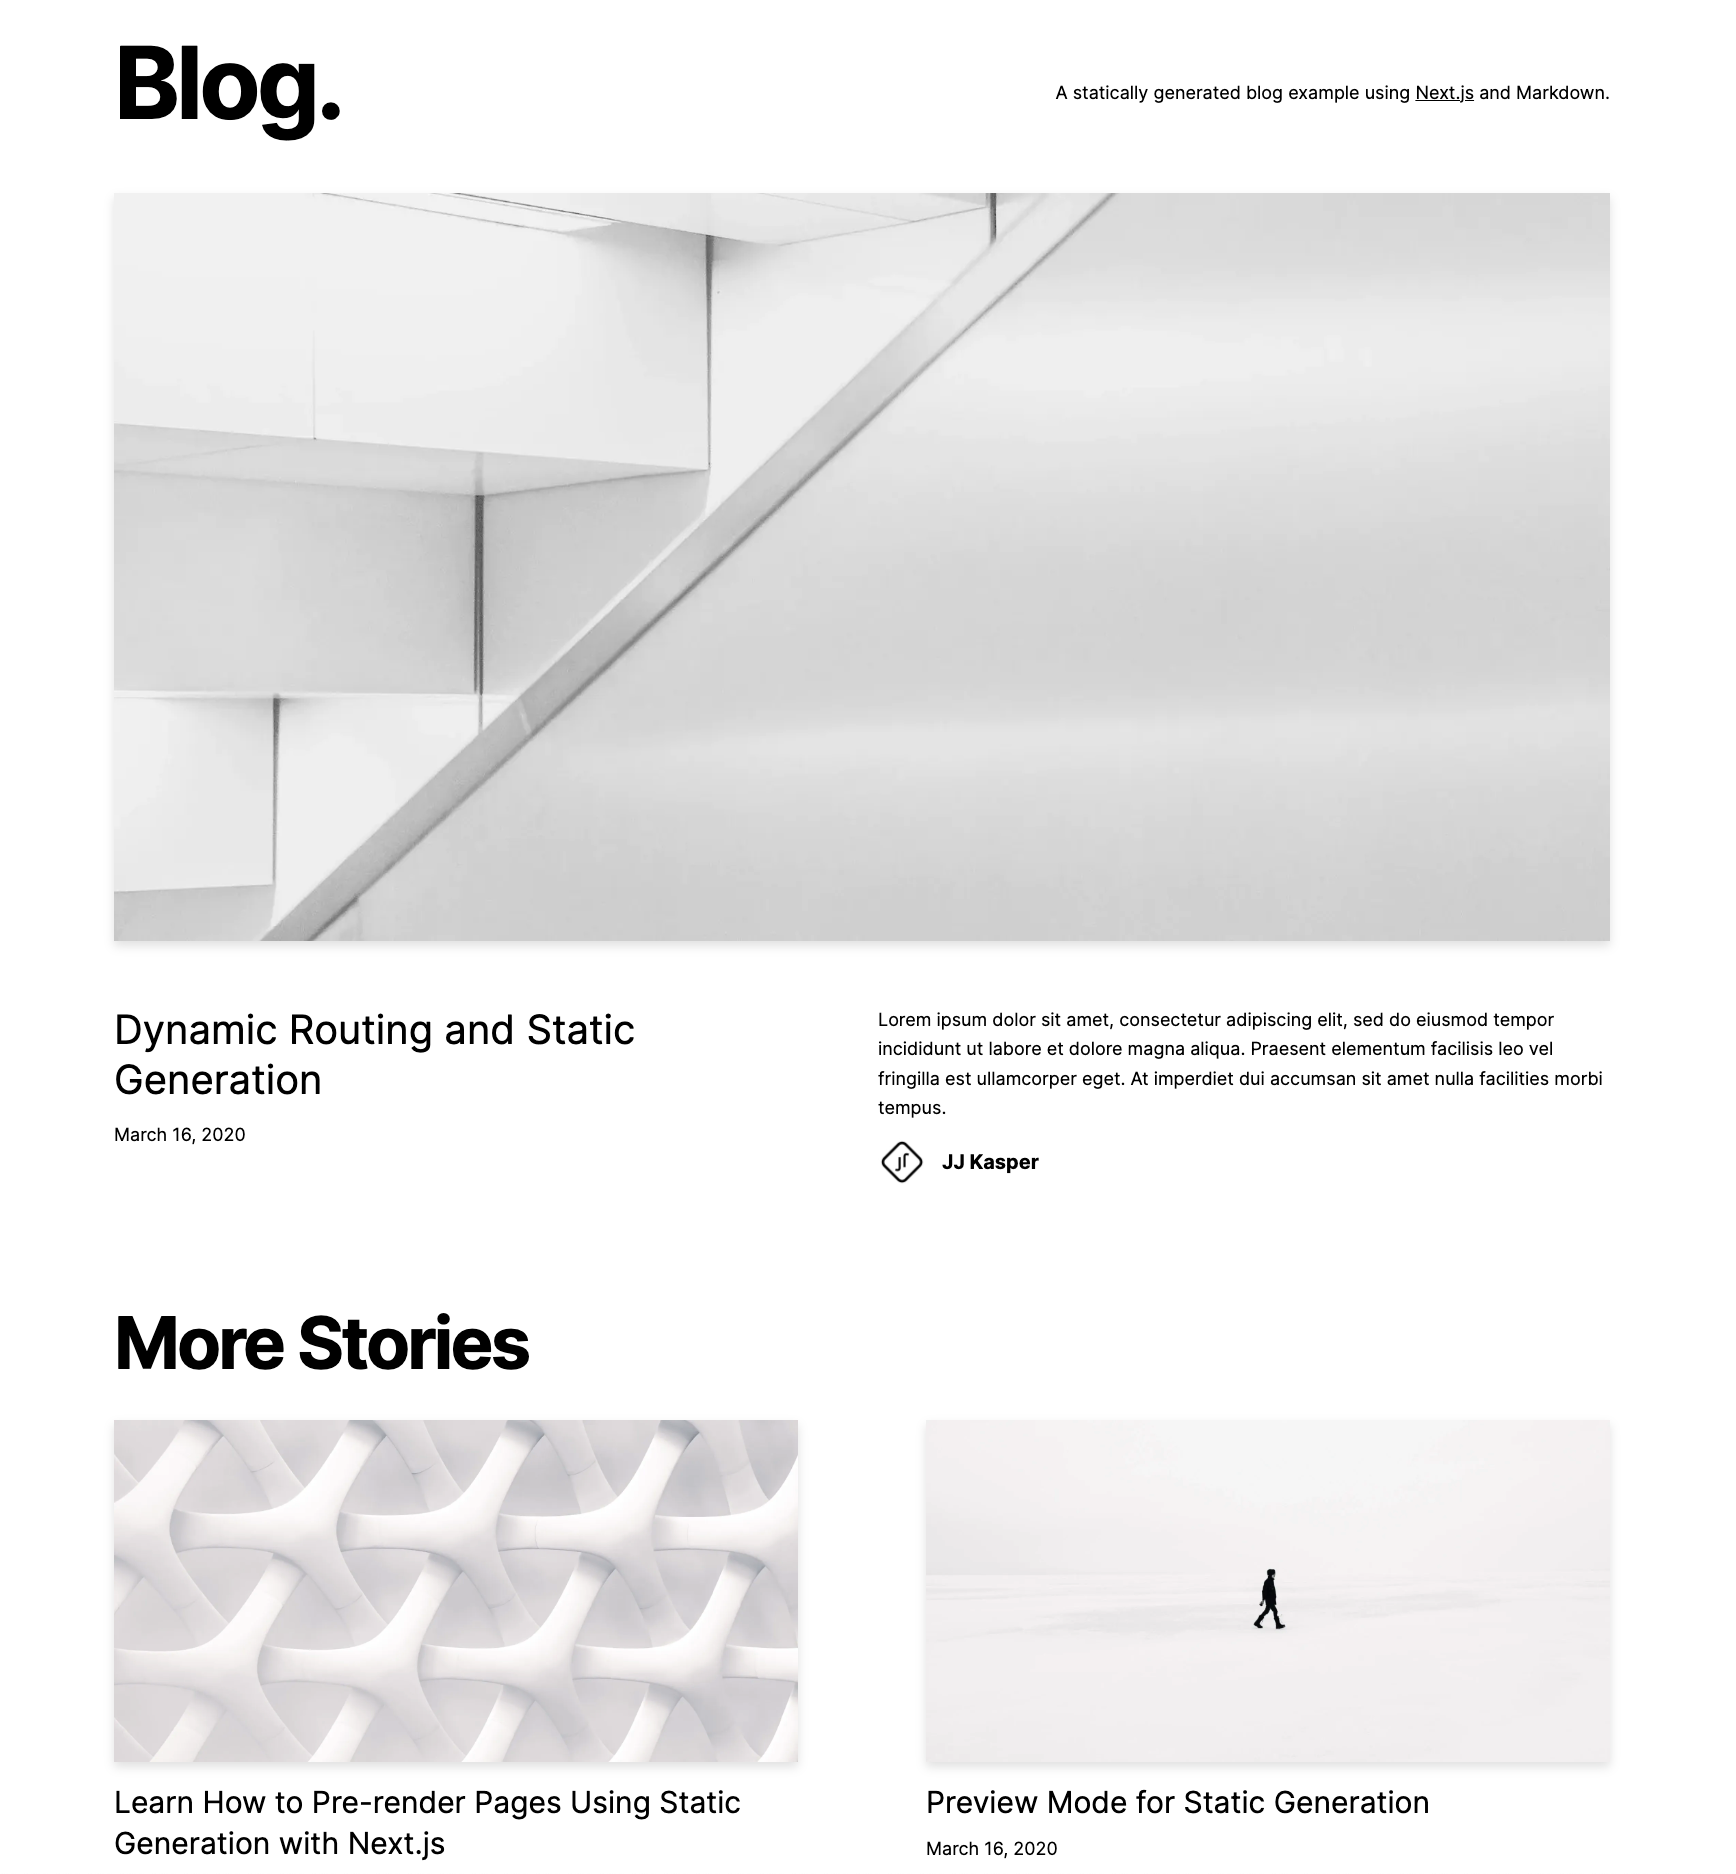 Blog.
A statically generated blog example using Next.js and Markdown.
Dynamic Routing and Static
Generation
March 16, 2020
Lorem ipsum dolor sit amet, consectetur adipiscing elit, sed do eiusmod tempor
incididunt ut labore et dolore magna aliqua. Praesent elementum facilisis leo vel
fringilla est ullamcorper eget. At imperdiet dui accumsan sit amet nulla facilities morbi
tempus.
JJ Kasper
More Stories
Learn How to Pre-render Pages Using Static
Generation with Next.js
Preview Mode for Static Generation
March 16, 2020